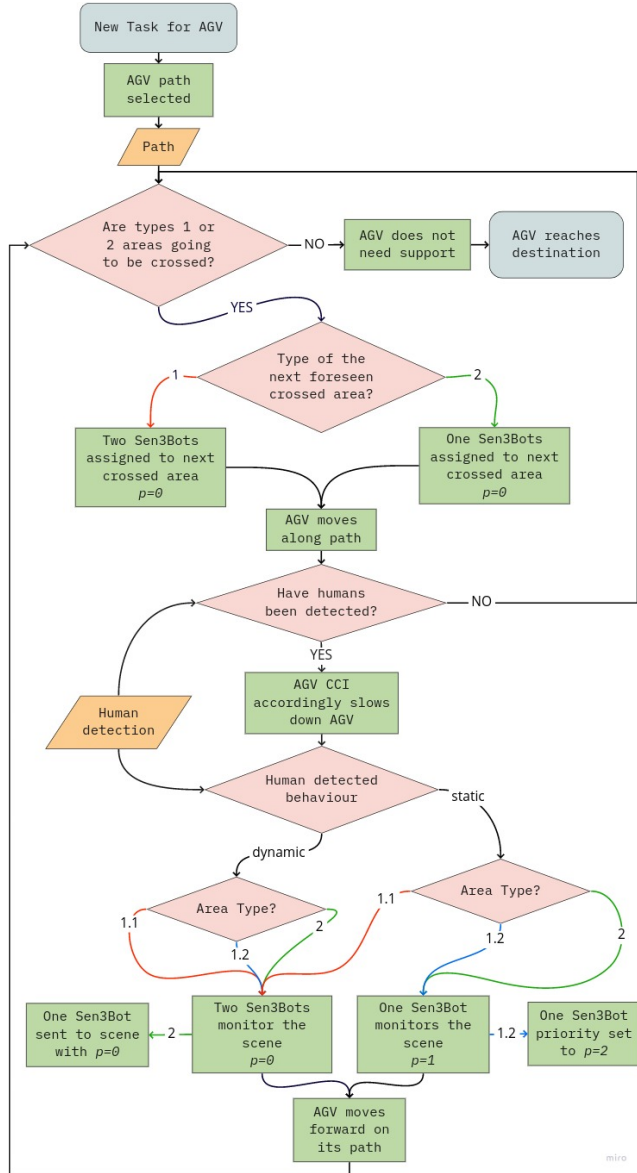 New Task for AGV
AGV path
selected
Path
Are types 1 or
2 areas going
to be crossed?
NO
AGV does not
need support
AGV reaches
destination
YES
Type of the
next foreseen
crossed area?
1
2
Two Sen3Bots
assigned to next
crossed area
p=0
One Sen3Bots
assigned to next
crossed area
p=0
AGV moves
along path
Have humans
been detected?
NO
YES
AGV CCI
accordingly slows
down AGV
Human
detection
Human detected
behaviour
static
dynamic
Area Type?
Area Type?
1.1
1.2
2
1.1
1.2
2
One Sen3Bot
sent to scene
with p=0
2
Two Sen3Bots
monitor the
scene
p=0
One Sen3Bot
monitors the
scene
p=1
1.2
One Sen3Bot
priority set
to p=2
AGV moves
forward on
its path
miro